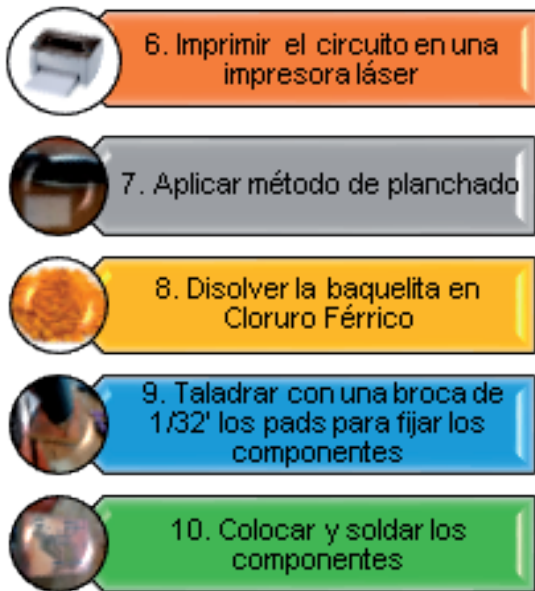 6. Imprimir el circuito en una
impresora láser
7. Aplicar método de planchado
8. Disolver la baquelita en
Cloruro Férrico
9. Taladrar con una broca de
1/32' los pads para fijar los
componentes
10. Colocar y soldar los
componentes